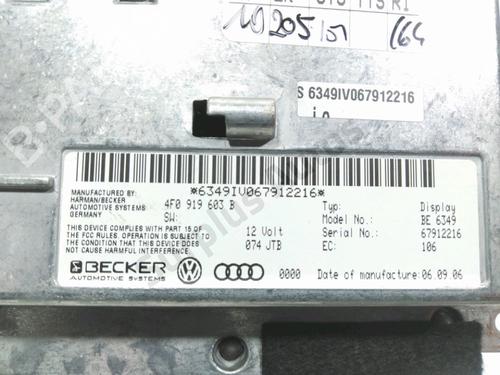 10205/01
164
S 6349IV067912216
*6349IV067912216*
MANUFACTURED BY:
HARMAN/BECKER
AUTOMOTIVE SYSTEMS
GERMANY
4F0 919 603 B
SW:
Typ: Display
Model No.: BE 6349
THIS DEVICE COMPLIES WITH PART 15 OF
THE FCC RULES. OPERATION IS SUBJECT
TO THE CONDITION THAT THIS DEVICE DOES
NOT CAUSE HARMFUL INTERFERENCE
12 Volt
074 JTB
Serial No.: 67912216
EC: 106
BECKER
AUTOMOTIVE SYSTEMS
0000
Date of manufacture: 06.09.06